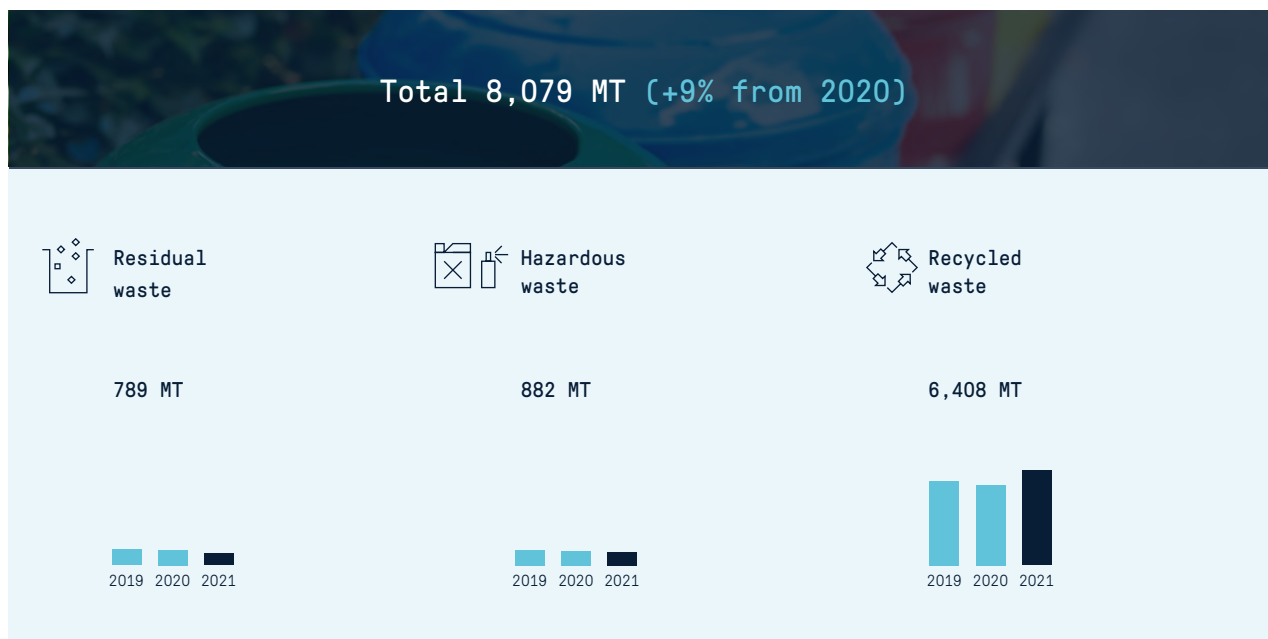 Total 8,079 MT (+9% from 2020)
Residual
waste
789 MT
2019 2020 2021
Hazardous
waste
882 MT
2019 2020 2021
Recycled
waste
6,408 MT
2019 2020 2021